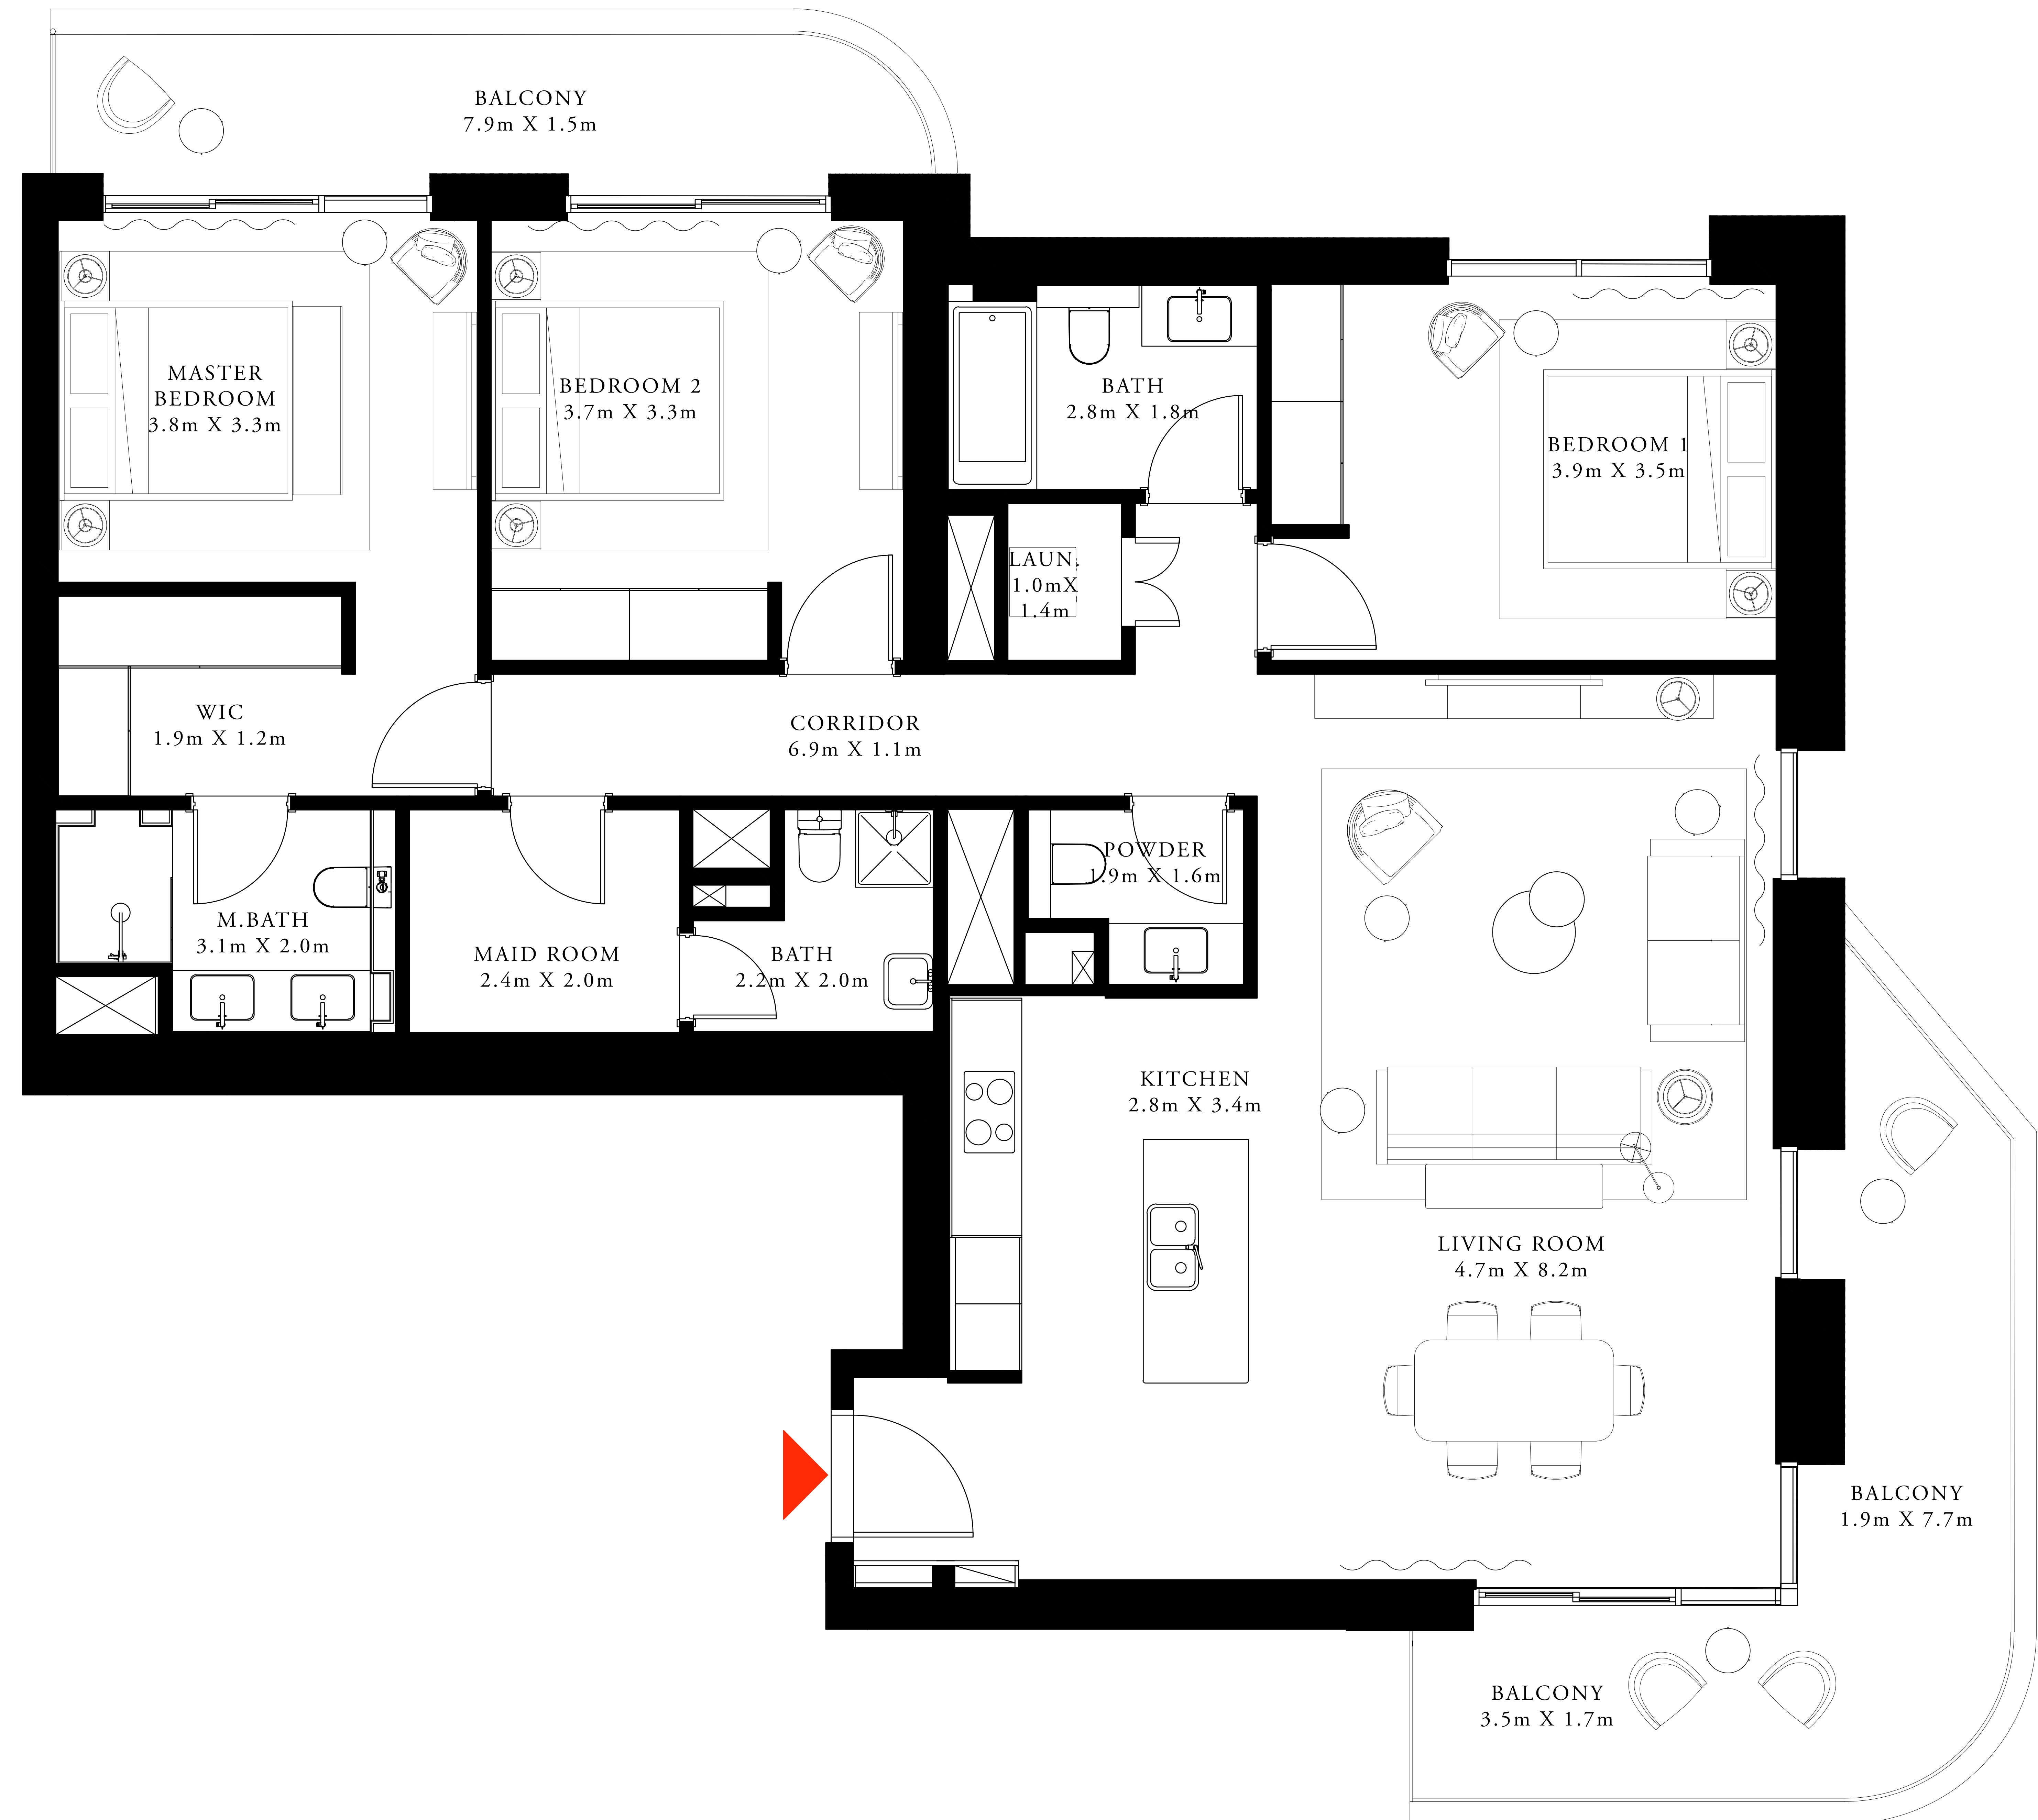 BALCONY
7.9m X 1.5m
MASTER
BEDROOM
3.8m X 3.3m
BEDROOM 2
3.7m X 3.3m
BATH
2.8m X 1.8m
BEDROOM 1
3.9m X 3.5m
LAUN.
1.0mX
1.4m
WIC
1.9m X 1.2m
CORRIDOR
6.9m X 1.1m
POWDER
1.9m X 1.6m
M.BATH
3.1m X 2.0m
MAID ROOM
2.4m X 2.0m
BATH
2.2m X 2.0m
KITCHEN
2.8m X 3.4m
LIVING ROOM
4.7m X 8.2m
BALCONY
1.9m X 7.7m
BALCONY
3.5m X 1.7m